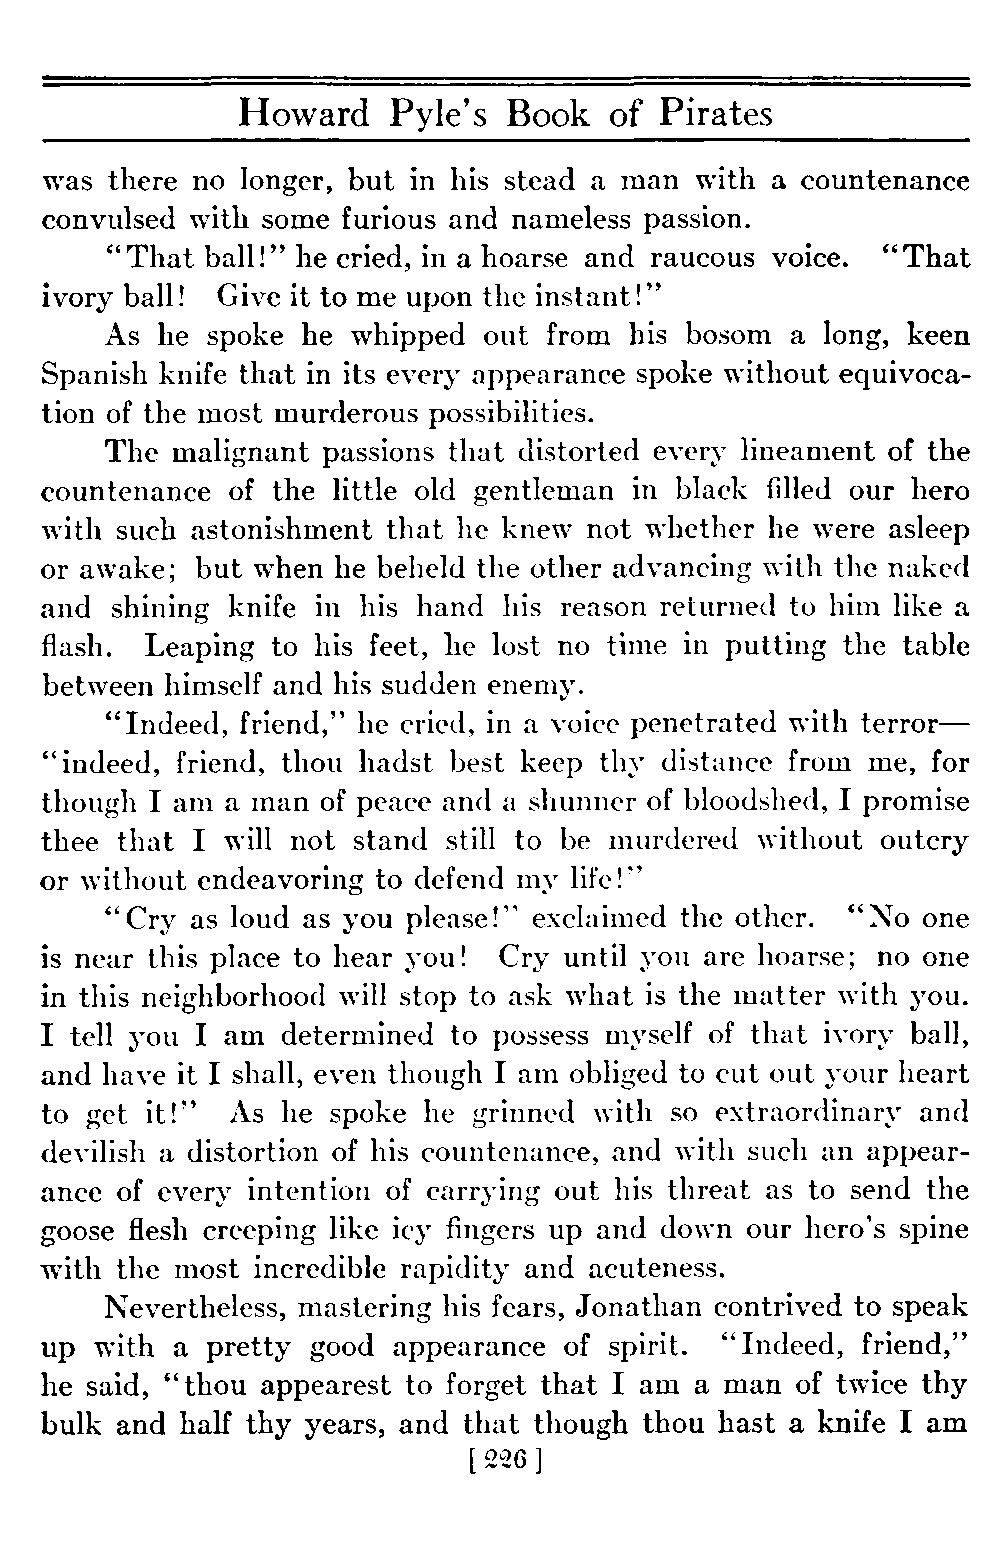 Howard Pyle's Book of Pirates
was there no longer, but in his stead a man with a countenance
convulsed with some furious and nameless passion.
“That ball!” he cried, in a hoarse and raucous voice. “That
ivory ball! Give it to me upon the instant!”
As he spoke he whipped out from his bosom a long, keen
Spanish knife that in its every appearance spoke without equivoca-
tion of the most murderous possibilities.
The malignant passions that distorted every lineament of the
countenance of the little old gentleman in black filled our hero
with such astonishment that he knew not whether he were asleep
or awake; but when he beheld the other advancing with the naked
and shining knife in his hand his reason returned to him like a
flash. Leaping to his feet, he lost no time in putting the table
between himself and his sudden enemy.
“Indeed, friend,” he cried, in a voice penetrated with terror—
“indeed, friend, thou hadst best keep thy distance from me, for
though I am a man of peace and a shunner of bloodshed, I promise
thee that I will not stand still to be murdered without outcry
or without endeavoring to defend my life!”
“Cry as loud as you please!” exclaimed the other. “No one
is near this place to hear you! Cry until you are hoarse; no one
in this neighborhood will stop to ask what is the matter with you.
I tell you I am determined to possess myself of that ivory ball,
and have it I shall, even though I am obliged to cut out your heart
to get it!” As he spoke he grinned with so extraordinary and
devilish a distortion of his countenance, and with such an appear-
ance of every intention of carrying out his threat as to send the
goose flesh creeping like icy fingers up and down our hero's spine
with the most incredible rapidity and acuteness.
Nevertheless, mastering his fears, Jonathan contrived to speak
up with a pretty good appearance of spirit. “Indeed, friend,”
he said, “thou appearest to forget that I am a man of twice thy
bulk and half thy years, and that though thou hast a knife I am
[ 226 ]